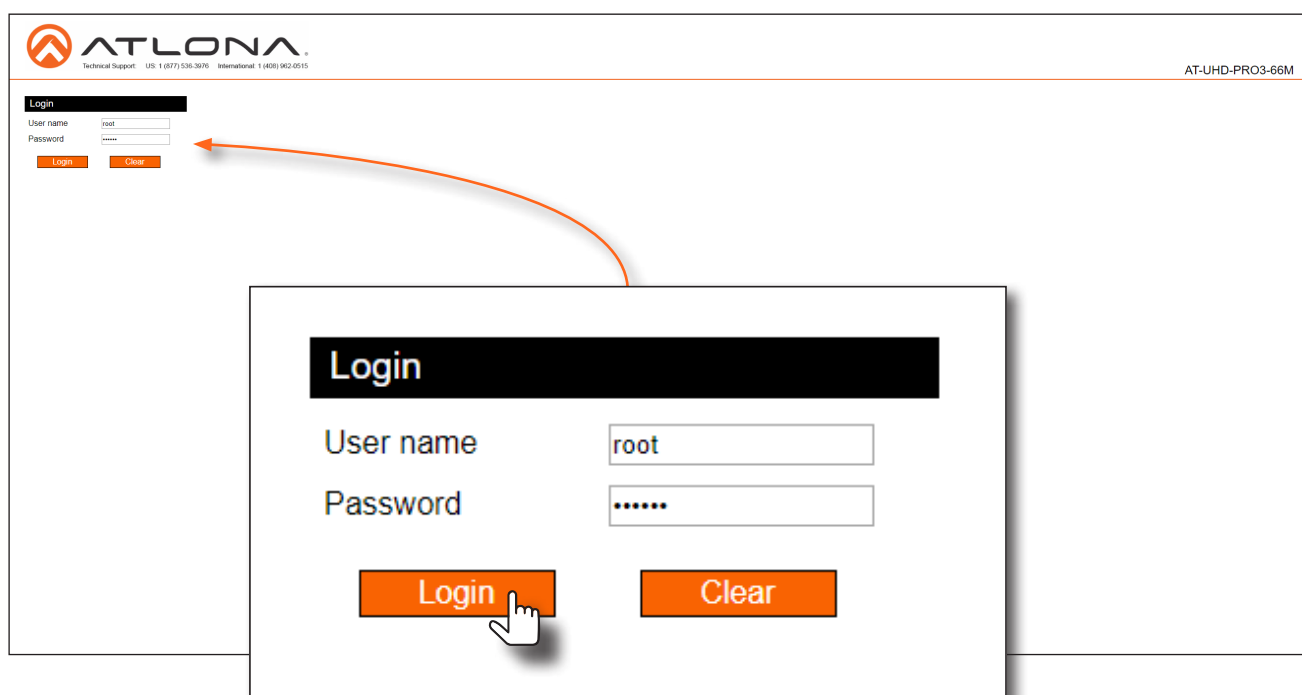 ATLONA.
Technical Support: US: 1 (877) 536-3976 International: 1 (408) 962-0515
AT-UHD-PRO3-66M
Login
User name root
Password ••••••
Login Clear
Login
User name root
Password ••••••
Login Clear